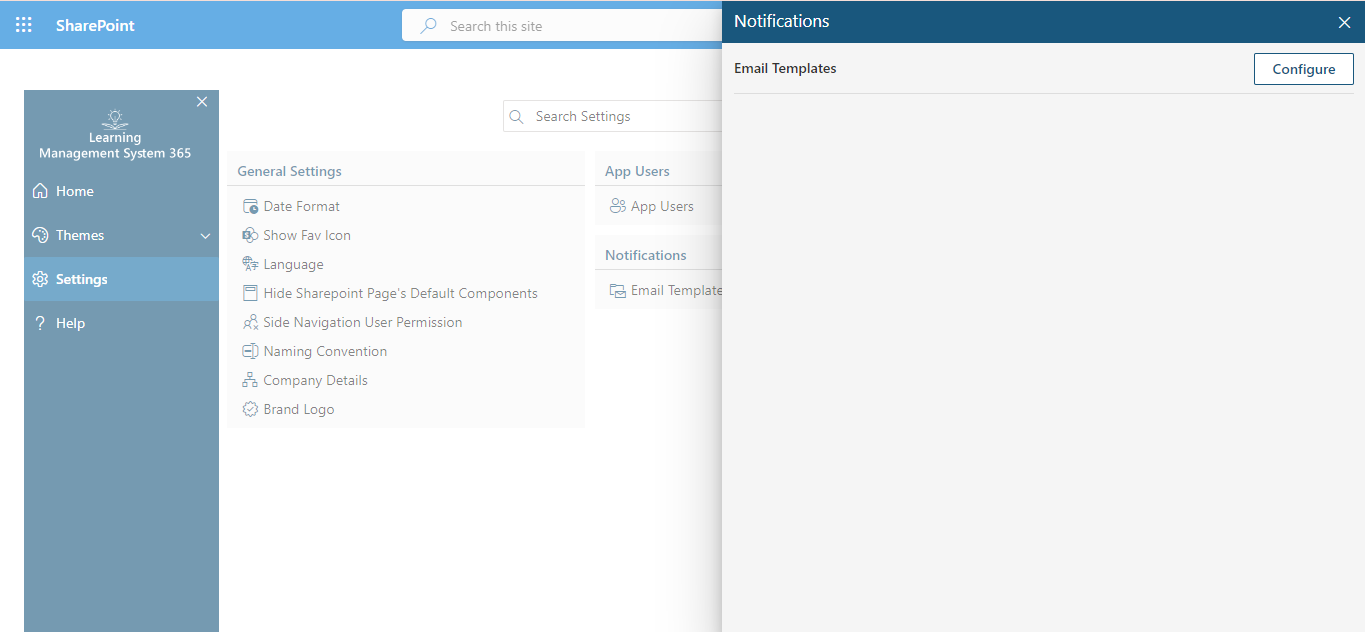 SharePoint
Search this site
Notifications
Email Templates
Configure
Learning
Management System 365
Home
Themes
Settings
Help
Search Settings
General Settings
Date Format
Show Fav Icon
Language
Hide Sharepoint Page's Default Components
Side Navigation User Permission
Naming Convention
Company Details
Brand Logo
App Users
App Users
Notifications
Email Template